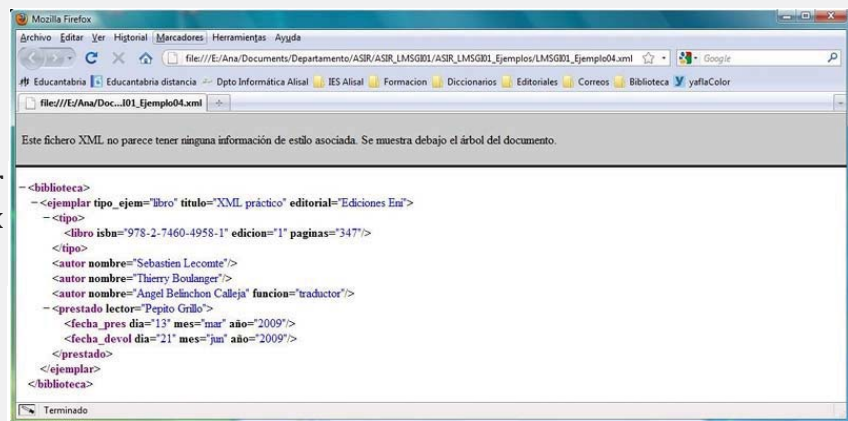 Mozilla Firefox
Archivo Editar Ver Historial Marcadores Herramientas Ayuda
file:///E:/Ana/Documents/Departamento/ASIR/ASIR_LMSGI01/ASIR_LMSGI01_Ejemplos/LMSGI01_Ejemplo04.xml Google
Educantabria Educantabria distancia Dpto Informática Alisal IES Alisal Formacion Diccionarios Editoriales Correos Biblioteca yaflaColor
file:///E:/Ana/Doc...I01_Ejemplo04.xml
Este fichero XML no parece tener ninguna información de estilo asociada. Se muestra debajo el árbol del documento.
−<biblioteca>
−<ejemplar tipo_ejem="libro" titulo="XML práctico" editorial="Ediciones Eni">
−<tipo>
<libro isbn="978-2-7460-4958-1" edicion="1" paginas="347"/>
</tipo>
<autor nombre="Sebastien Lecomte"/>
<autor nombre="Thierry Boulanger"/>
<autor nombre="Angel Belinchon Calleja" funcion="traductor"/>
−<prestado lector="Pepito Grillo">
<fecha_pres dia="13" mes="mar" año="2009"/>
<fecha_devol dia="21" mes="jun" año="2009"/>
</prestado>
</ejemplar>
</biblioteca>
Terminado